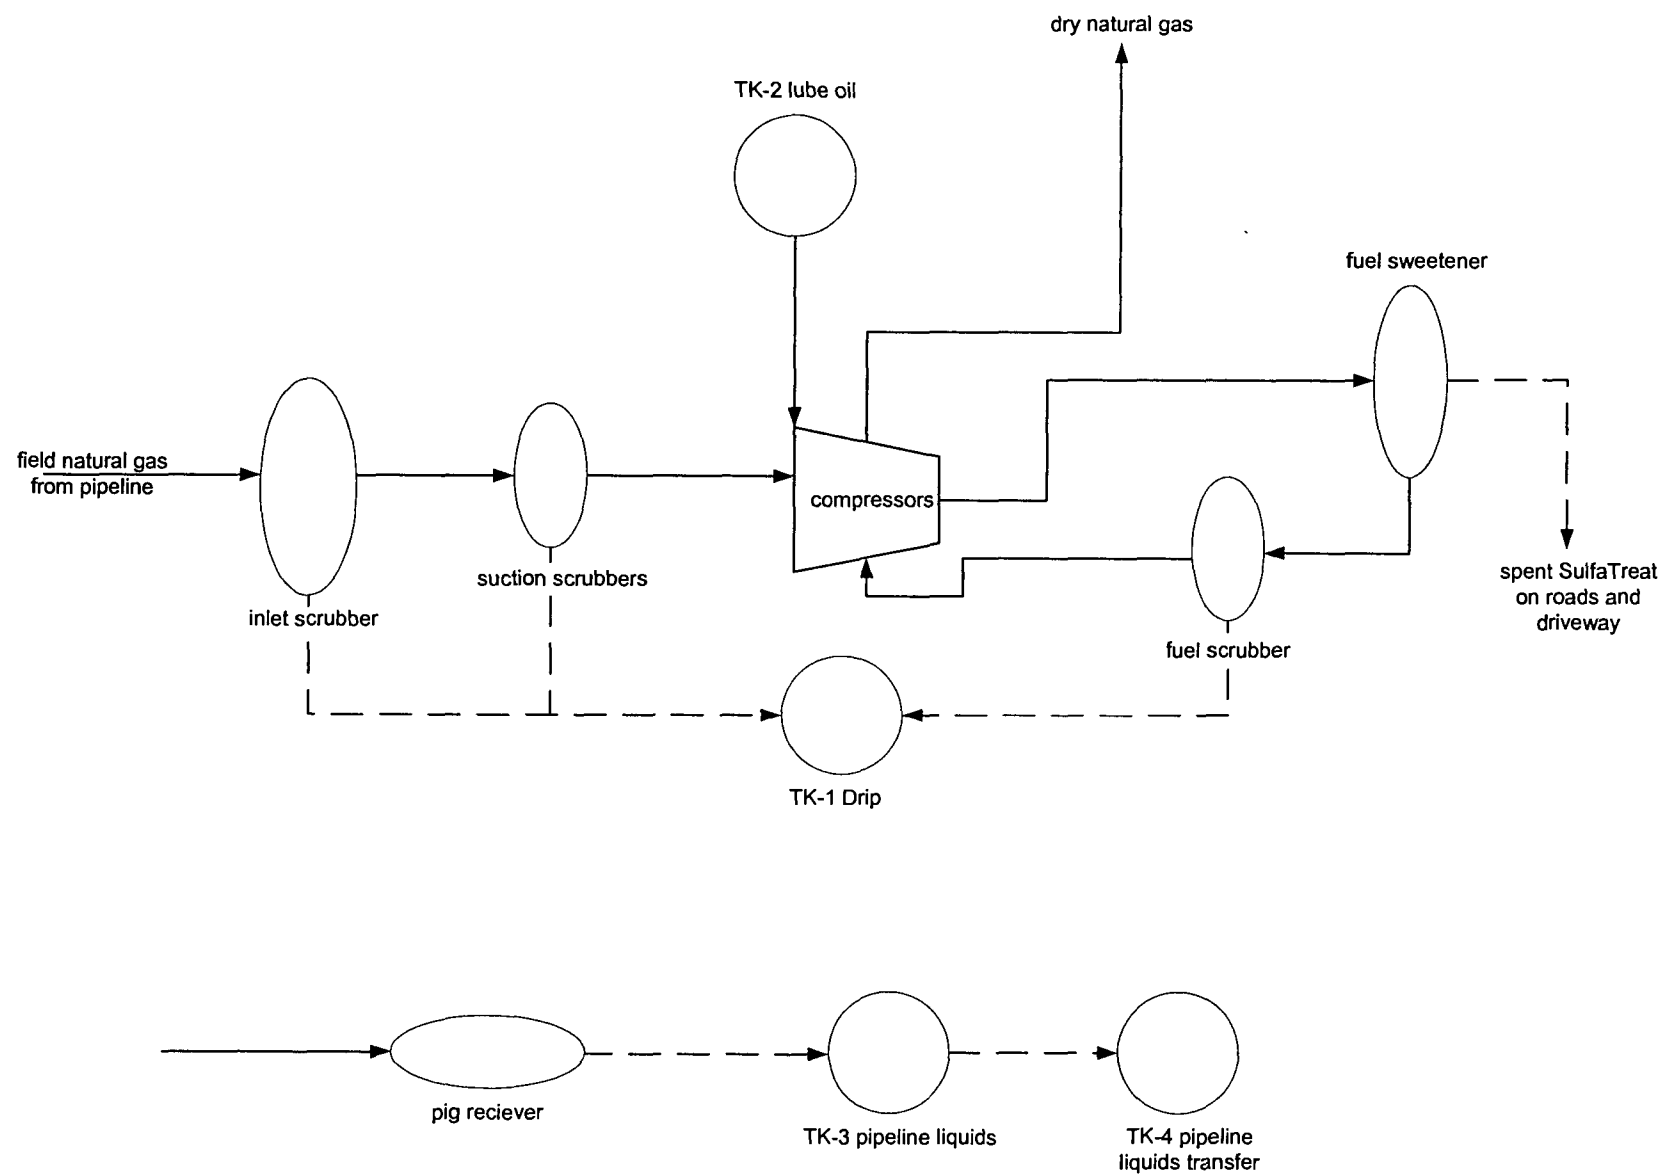 dry natural gas
TK-2 lube oil
fuel sweetener
field natural gas
from pipeline
compressors
suction scrubbers
inlet scrubber
spent SulfaTreat
on roads and
driveway
fuel scrubber
TK-1 Drip
pig reciever
TK-3 pipeline liquids
TK-4 pipeline
liquids transfer